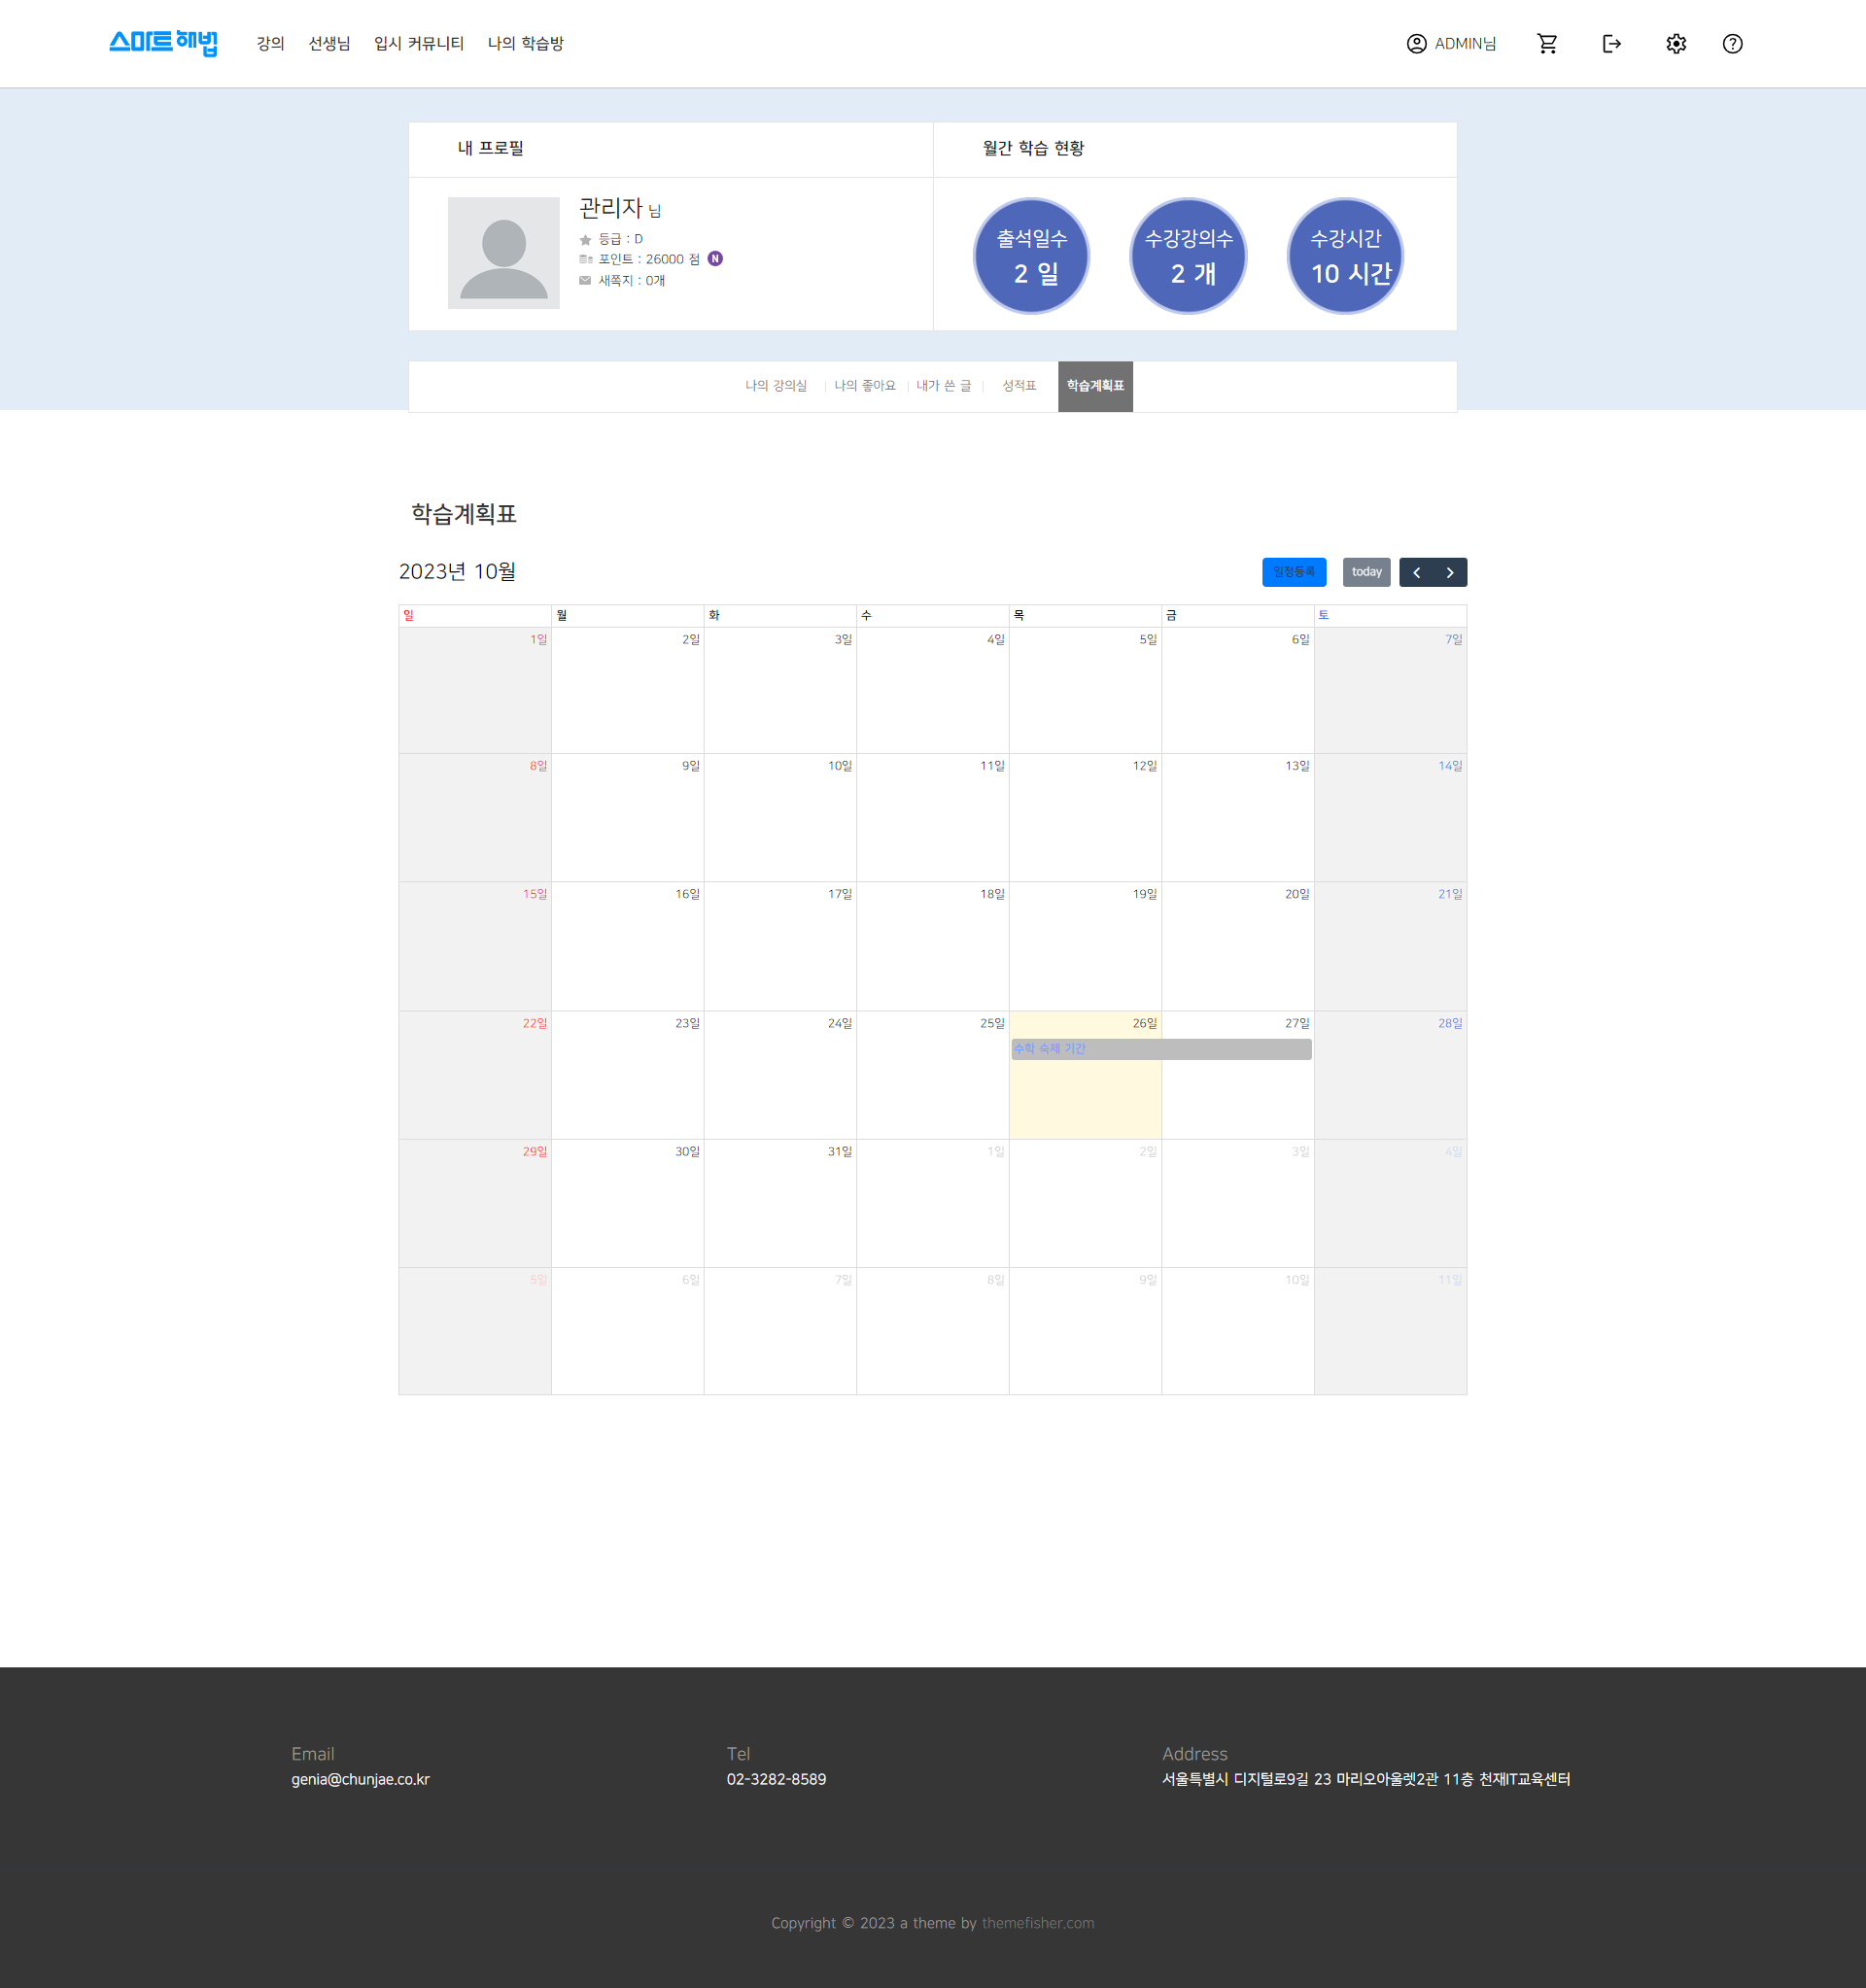 스마트해법 강의 선생님 입시 커뮤니티 나의 학습방 ADMIN님
내 프로필
월간 학습 현황
관리자 님
등급 : D
포인트 : 26000 점 N
새쪽지 : 0개
출석일수
2 일
수강강의수
2 개
수강시간
10 시간
나의 강의실 나의 좋아요 내가 쓴 글 성적표 학습계획표
학습계획표
2023년 10월 일정등록 today
일 월 화 수 목 금 토
1일 2일 3일 4일 5일 6일 7일
8일 9일 10일 11일 12일 13일 14일
15일 16일 17일 18일 19일 20일 21일
22일 23일 24일 25일 26일 27일 28일
수학 숙제 기간
29일 30일 31일 1일 2일 3일 4일
5일 6일 7일 8일 9일 10일 11일
Email
genia@chunjae.co.kr
Tel
02-3282-8589
Address
서울특별시 디지털로9길 23 마리오아울렛2관 11층 천재IT교육센터
Copyright © 2023 a theme by themefisher.com